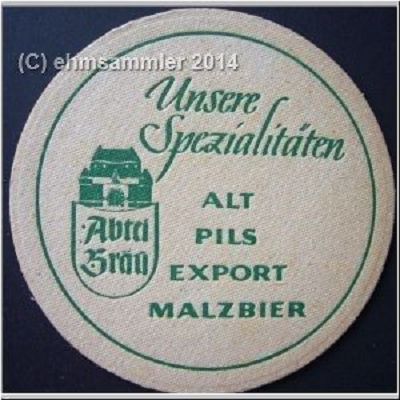 (C) ehmsammler 2014
Unsere
Spezialitäten
Abtei
Bräu
ALT
PILS
EXPORT
MALZBIER